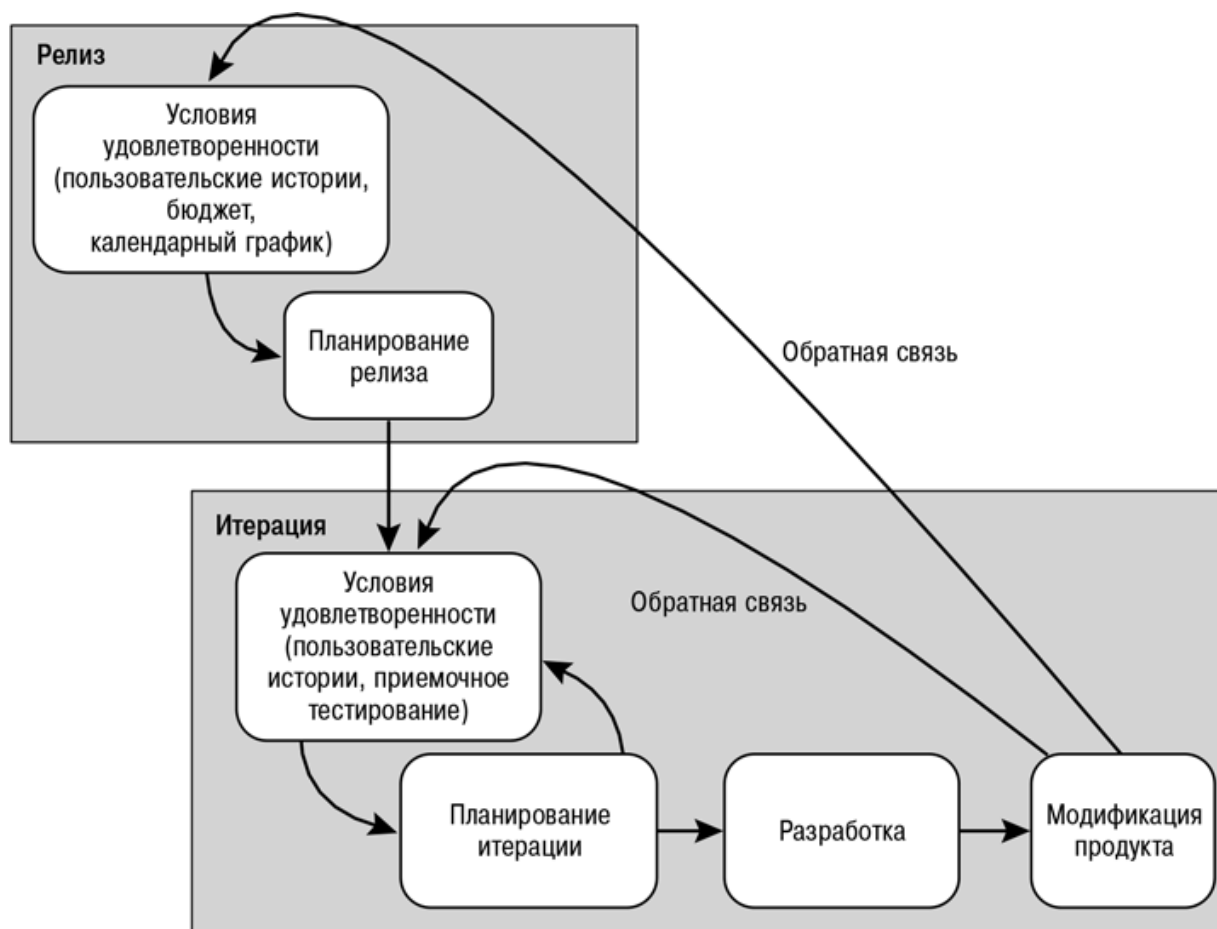 Релиз
Условия
удовлетворенности
(пользовательские истории,
бюджет,
календарный график)
Планирование
релиза
Обратная связь
Итерация
Условия
удовлетворенности
(пользовательские
истории, приемочное
тестирование)
Обратная связь
Планирование
итерации
Разработка
Модификация
продукта